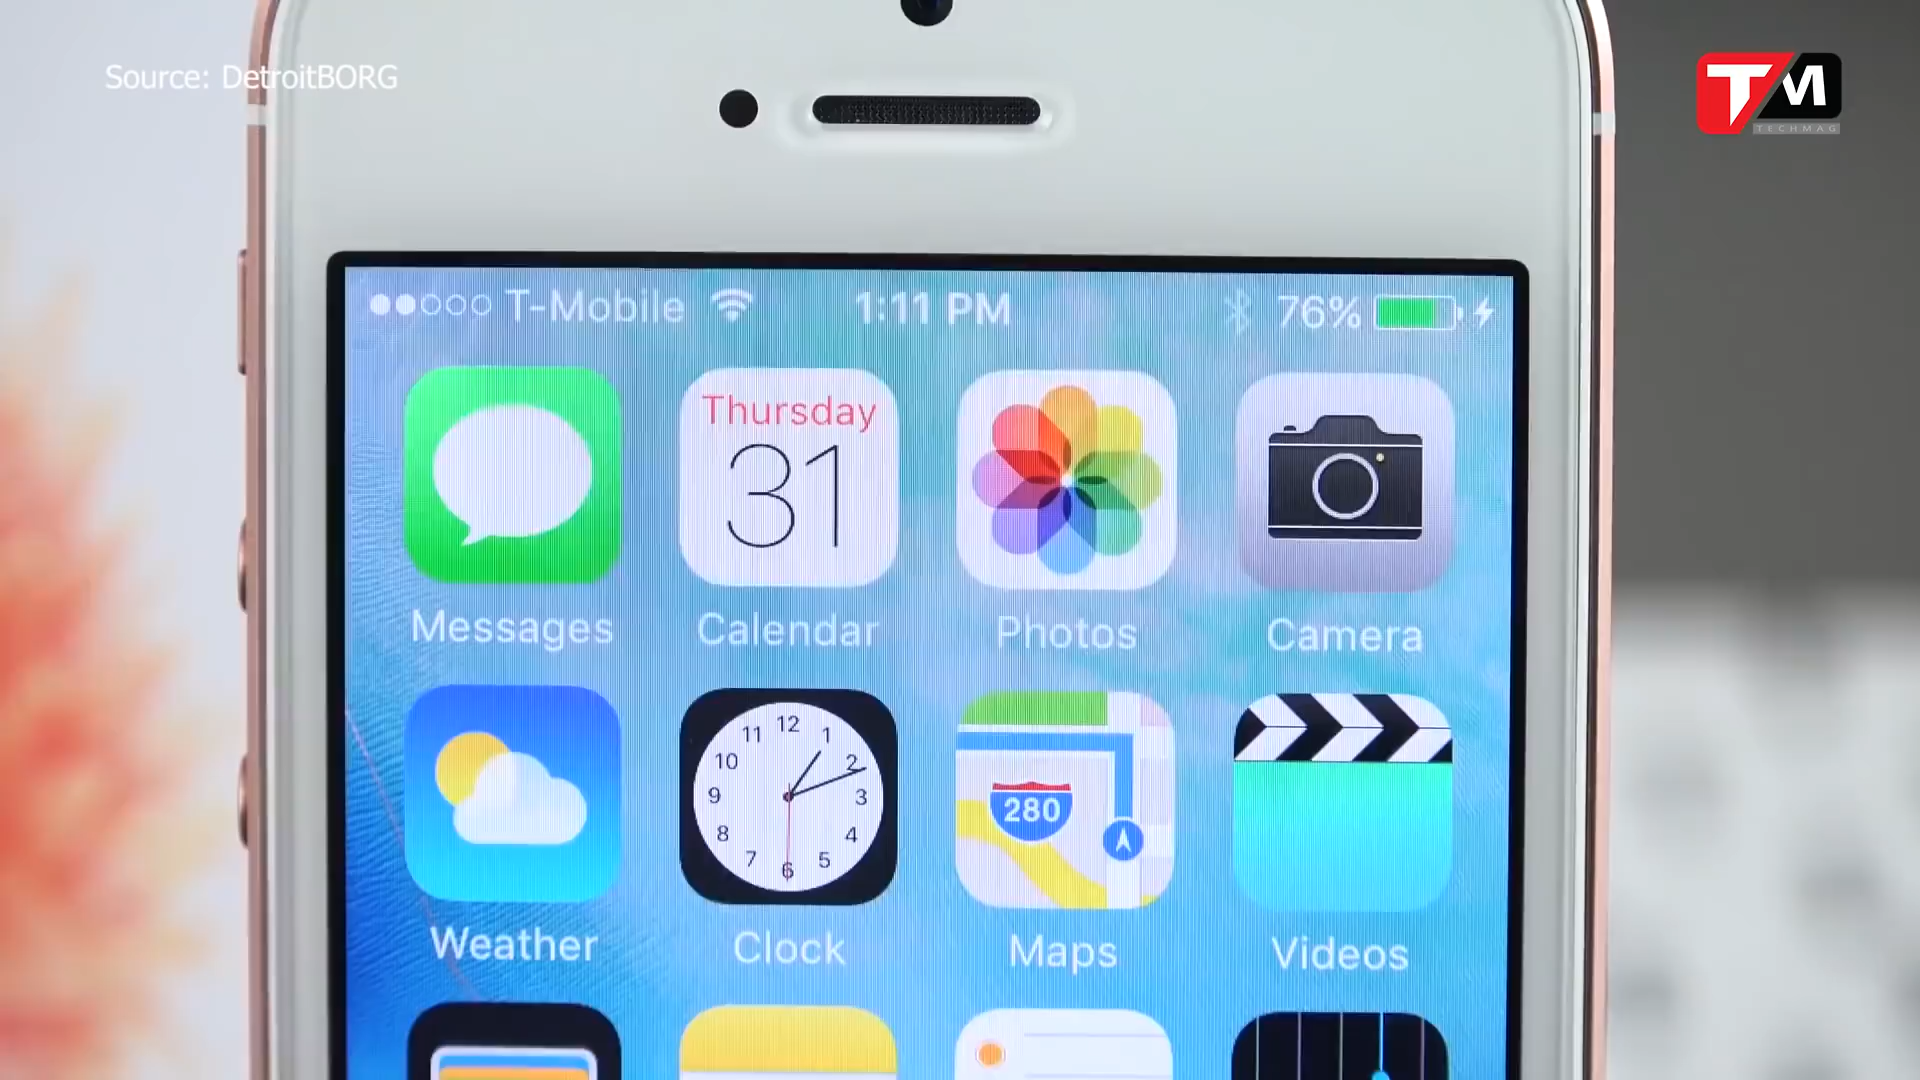 Source: DetroitBORG
TM
TECHMAG
T-Mobile 1:11 PM 76%
Thursday
31
Messages Calendar Photos Camera
12
11 1
10 2
9 3
8 4
7 5
6
280
Weather Clock Maps Videos